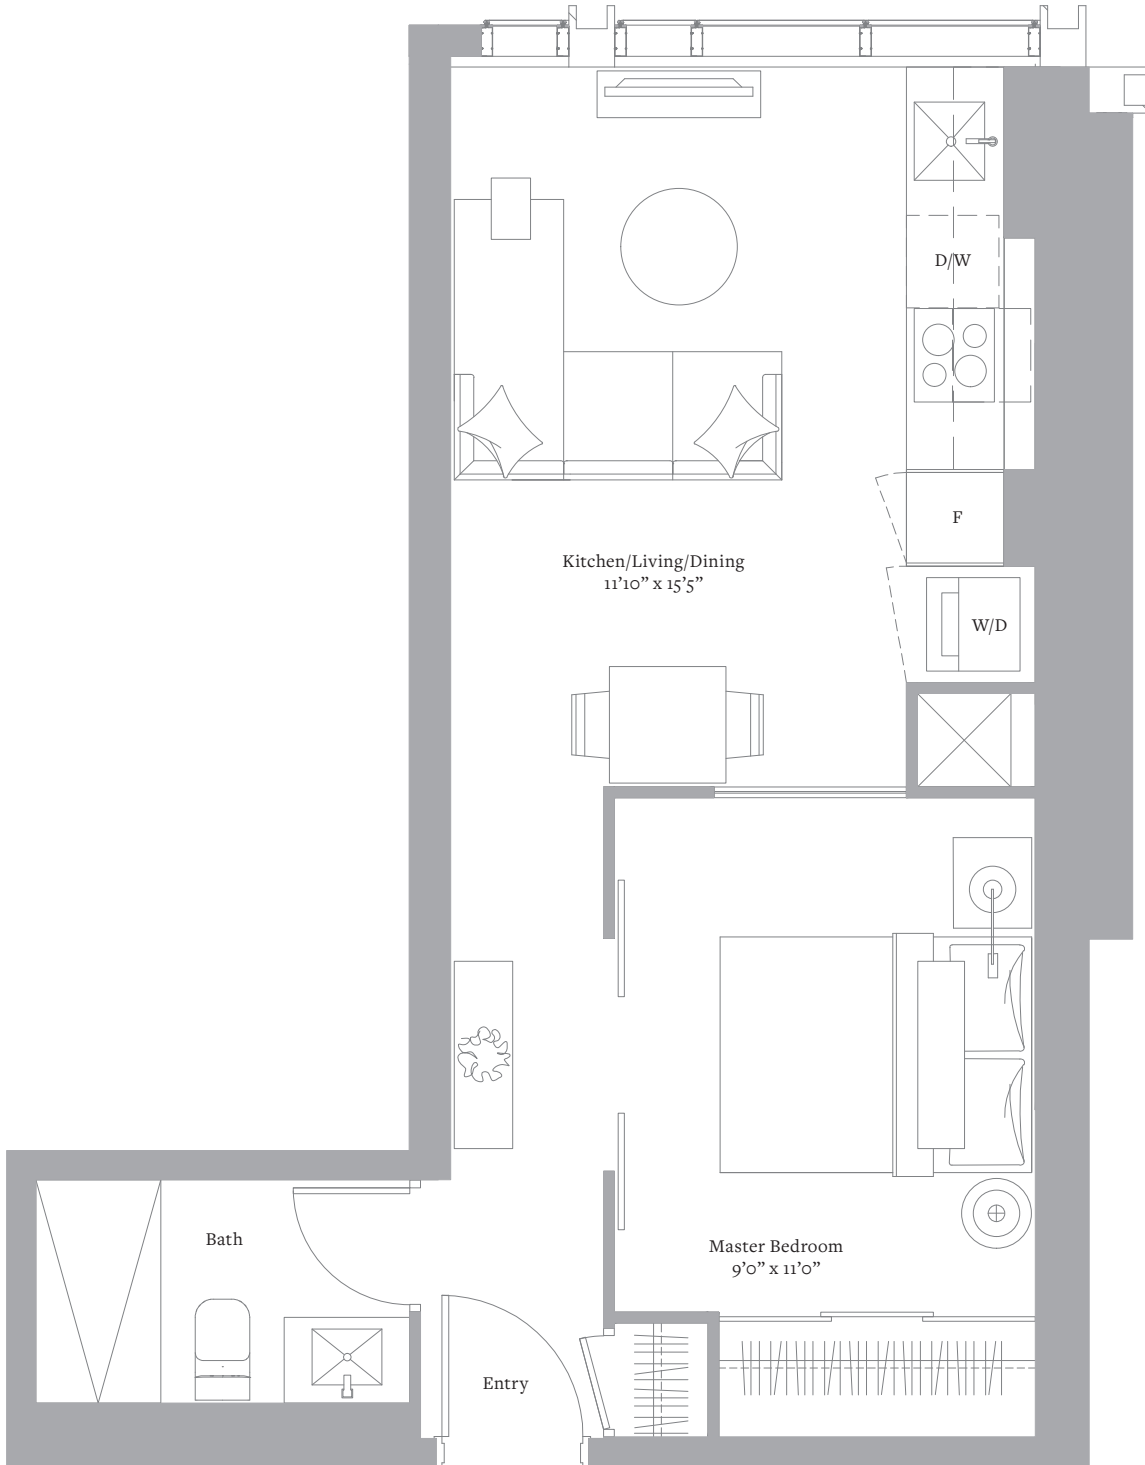 D/W
F
Kitchen/Living/Dining
11’10” x 15’5”
W/D
Bath
Master Bedroom
9’0” x 11’0”
Entry